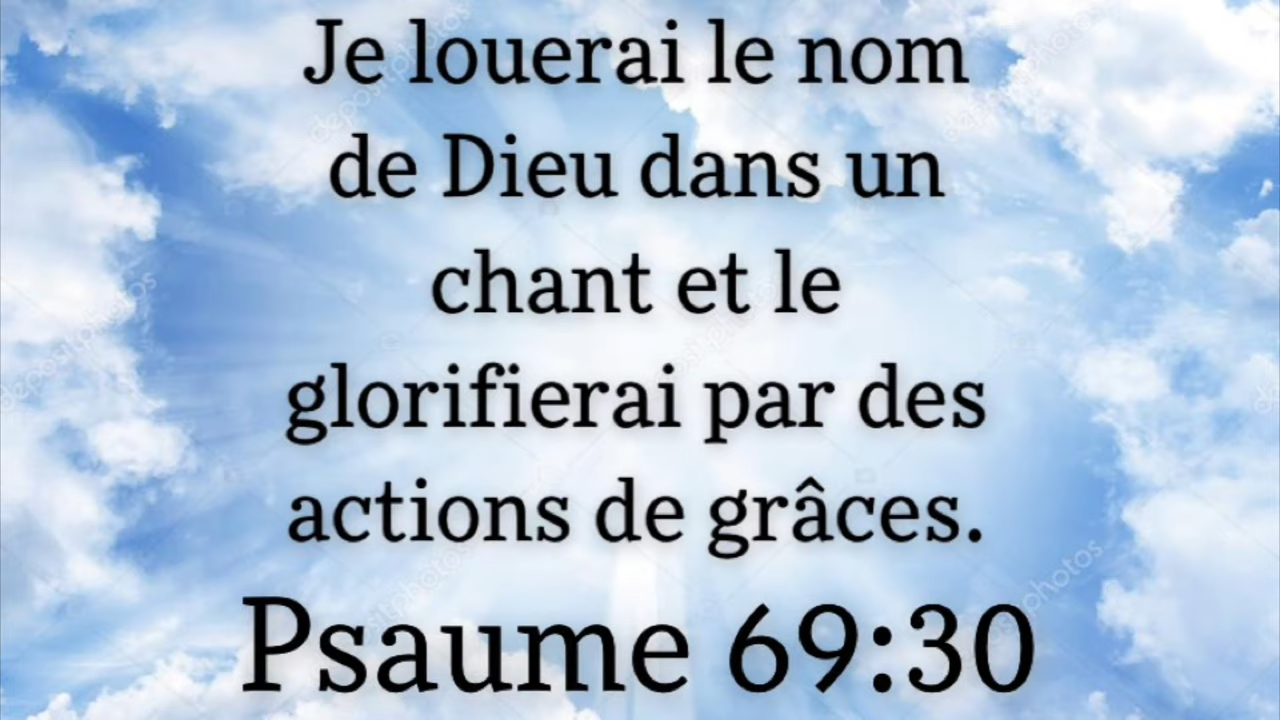 Je louerai le nom
de Dieu dans un
chant et le
glorifierai par des
actions de grâces.
Psaume 69:30